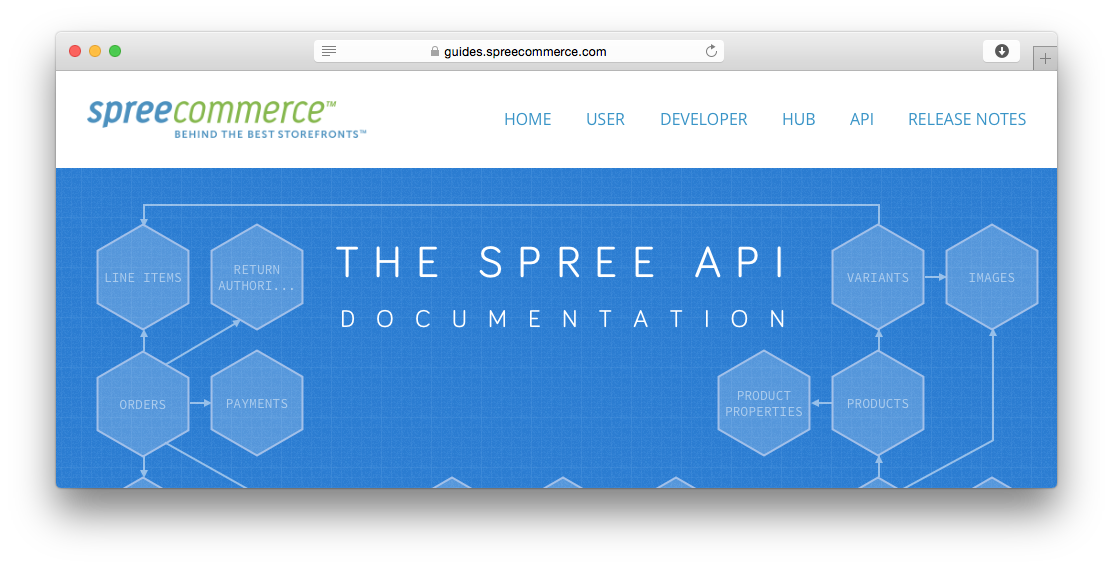 guides.spreecommerce.com
spreecommerce™
BEHIND THE BEST STOREFRONTS™
HOME USER DEVELOPER HUB API RELEASE NOTES
THE SPREE API
DOCUMENTATION
LINE ITEMS
RETURN
AUTHORI...
VARIANTS
IMAGES
ORDERS
PAYMENTS
PRODUCT
PROPERTIES
PRODUCTS